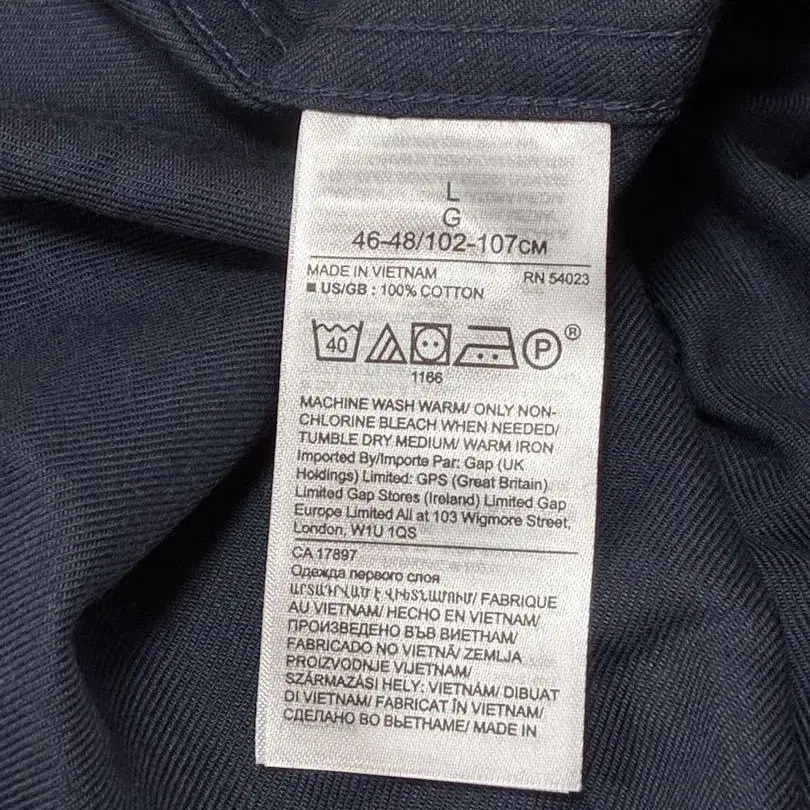 L
G
46-48/102-107CM
MADE IN VIETNAM RN 54023
■ US/GB : 100% COTTON
40 P ®
1166
MACHINE WASH WARM/ ONLY NON-
CHLORINE BLEACH WHEN NEEDED/
TUMBLE DRY MEDIUM/ WARM IRON
Imported By/Importe Par: Gap (UK
Holdings) Limited: GPS (Great Britain)
Limited Gap Stores (Ireland) Limited Gap
Europe Limited All at 103 Wigmore Street,
London, W1U 1QS
CA 17897
Одежда первого слоя
ԱՐՏԱԴՐՎԱԾ Է ՎԻԵՏՆԱՄՈՒՄ/ FABRIQUE
AU VIETNAM/ HECHO EN VIETNAM/
ПРОИЗВЕДЕНО ВЪВ ВИЕТНАМ/
FABRICADO NO VIETNÃ/ ZEMLJA
PROIZVODNJE VIJETNAM/
SZÁRMAZÁSI HELY: VIETNÁM/ DIBUAT
DI VIETNAM/ FABRICAT ÎN VIETNAM/
СДЕЛАНО ВО ВЬЕТНАМЕ/ MADE IN